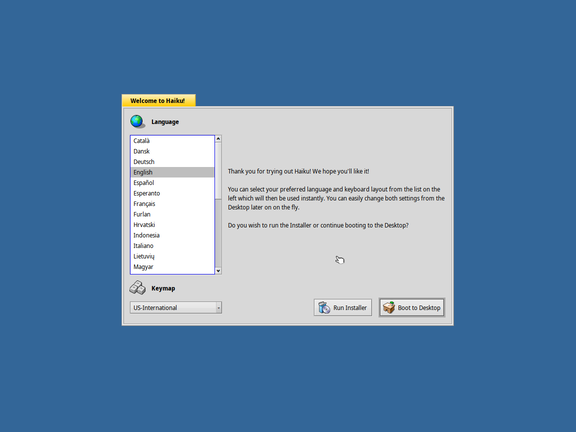 Welcome to Haiku!
Language
Català
Dansk
Deutsch
English
Español
Esperanto
Français
Furlan
Hrvatski
Indonesia
Italiano
Lietuvių
Magyar
Thank you for trying out Haiku! We hope you'll like it!
You can select your preferred language and keyboard layout from the list on the
left which will then be used instantly. You can easily change both settings from the
Desktop later on on the fly.
Do you wish to run the Installer or continue booting to the Desktop?
Keymap
US-International
Run Installer
Boot to Desktop